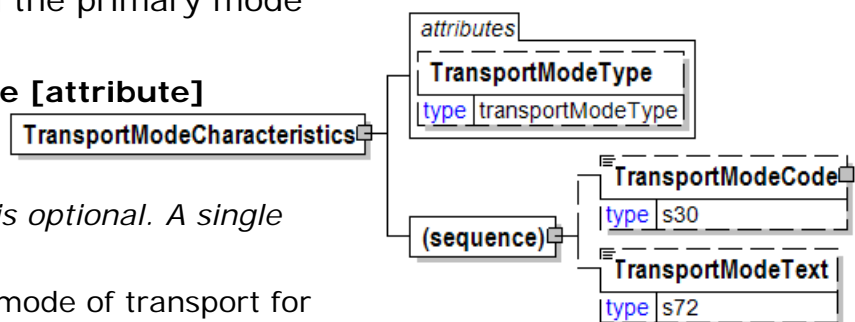 the primary mode
e [attribute]
is optional. A single
mode of transport for
TransportModeCharacteristics
attributes
TransportModeType
type transportModeType
(sequence)
TransportModeCode
type s30
TransportModeText
type s72